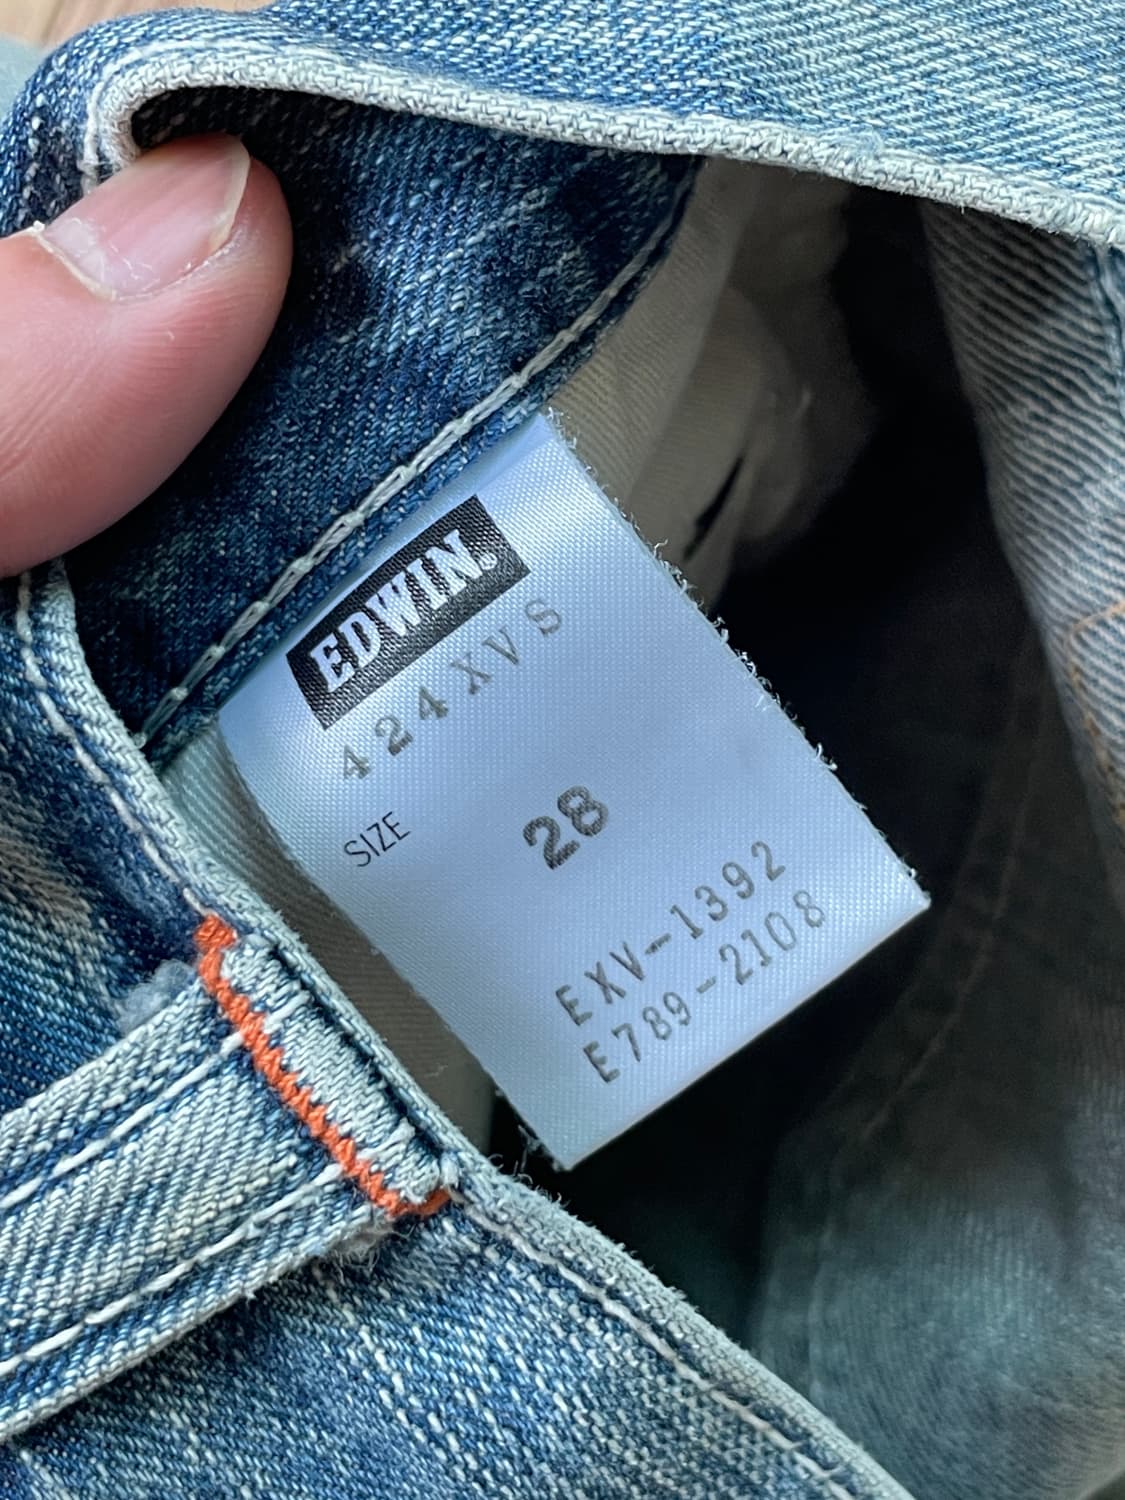 EDWIN.
424XVS
SIZE 28
EXV-1392
E789-2108